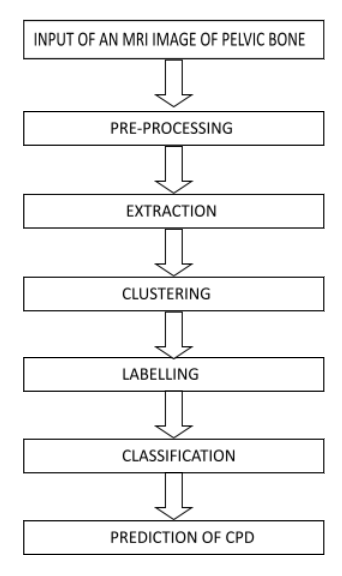 INPUT OF AN MRI IMAGE OF PELVIC BONE
PRE-PROCESSING
EXTRACTION
CLUSTERING
LABELLING
CLASSIFICATION
PREDICTION OF CPD